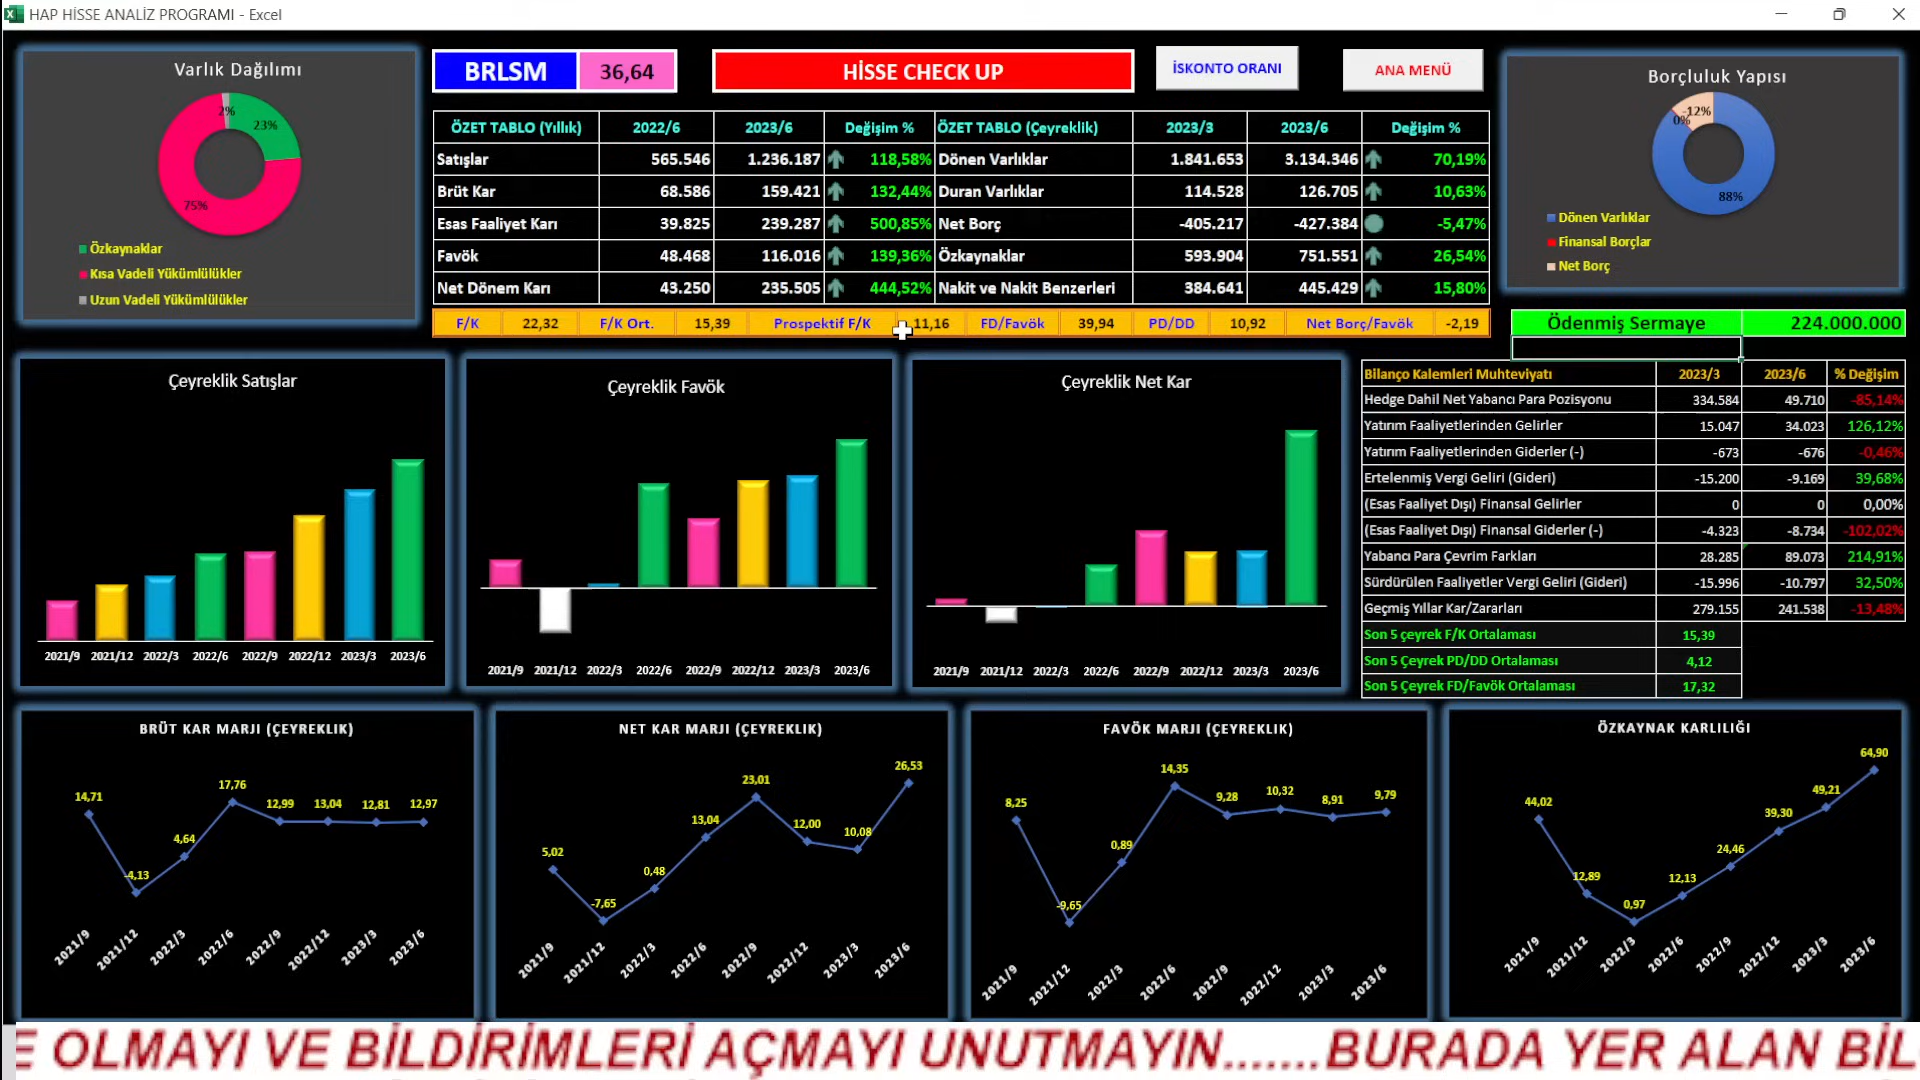 HAP HİSSE ANALİZ PROGRAMI - Excel
Varlık Dağılımı
2%
23%
75%
Özkaynaklar
Kısa Vadeli Yükümlülükler
Uzun Vadeli Yükümlülükler
BRLSM 36,64 HİSSE CHECK UP İSKONTO ORANI ANA MENÜ
ÖZET TABLO (Yıllık) 2022/6 2023/6 Değişim % ÖZET TABLO (Çeyreklik) 2023/3 2023/6 Değişim %
Satışlar 565.546 1.236.187 118,58% Dönen Varlıklar 1.841.653 3.134.346 70,19%
Brüt Kar 68.586 159.421 132,44% Duran Varlıklar 114.528 126.705 10,63%
Esas Faaliyet Karı 39.825 239.287 500,85% Net Borç -405.217 -427.384 -5,47%
Favök 48.468 116.016 139,36% Özkaynaklar 593.904 751.551 26,54%
Net Dönem Karı 43.250 235.505 444,52% Nakit ve Nakit Benzerleri 384.641 445.429 15,80%
F/K 22,32 F/K Ort. 15,39 Prospektif F/K 11,16 FD/Favök 39,94 PD/DD 10,92 Net Borç/Favök -2,19
Borçluluk Yapısı
-12%
0%
88%
Dönen Varlıklar
Finansal Borçlar
Net Borç
Ödenmiş Sermaye 224.000.000
Çeyreklik Satışlar
2021/9 2021/12 2022/3 2022/6 2022/9 2022/12 2023/3 2023/6
Çeyreklik Favök
2021/9 2021/12 2022/3 2022/6 2022/9 2022/12 2023/3 2023/6
Çeyreklik Net Kar
2021/9 2021/12 2022/3 2022/6 2022/9 2022/12 2023/3 2023/6
Bilanço Kalemleri Muhteviyatı 2023/3 2023/6 % Değişim
Hedge Dahil Net Yabancı Para Pozisyonu 334.584 49.710 -85,14%
Yatırım Faaliyetlerinden Gelirler 15.047 34.023 126,12%
Yatırım Faaliyetlerinden Giderler (-) -673 -676 -0,46%
Ertelenmiş Vergi Geliri (Gideri) -15.200 -9.169 39,68%
(Esas Faaliyet Dışı) Finansal Gelirler 0 0 0,00%
(Esas Faaliyet Dışı) Finansal Giderler (-) -4.323 -8.734 -102,02%
Yabancı Para Çevrim Farkları 28.285 89.073 214,91%
Sürdürülen Faaliyetler Vergi Geliri (Gideri) -15.996 -10.797 32,50%
Geçmiş Yıllar Kar/Zararları 279.155 241.538 -13,48%
Son 5 çeyrek F/K Ortalaması 15,39
Son 5 Çeyrek PD/DD Ortalaması 4,12
Son 5 Çeyrek FD/Favök Ortalaması 17,32
BRÜT KAR MARJI (ÇEYREKLIK)
14,71 -4,13 4,64 17,76 12,99 13,04 12,81 12,97
2021/9 2021/12 2022/3 2022/6 2022/9 2022/12 2023/3 2023/6
NET KAR MARJI (ÇEYREKLIK)
5,02 -7,65 0,48 13,04 23,01 12,00 10,08 26,53
2021/9 2021/12 2022/3 2022/6 2022/9 2022/12 2023/3 2023/6
FAVÖK MARJI (ÇEYREKLIK)
8,25 -9,65 0,89 14,35 9,28 10,32 8,91 9,79
2021/9 2021/12 2022/3 2022/6 2022/9 2022/12 2023/3 2023/6
ÖZKAYNAK KARLILIĞI
44,02 12,89 0,97 12,13 24,46 39,30 49,21 64,90
2021/9 2021/12 2022/3 2022/6 2022/9 2022/12 2023/3 2023/6
E OLMAYI VE BİLDİRİMLERİ AÇMAYI UNUTMAYIN.......BURADA YER ALAN BİL